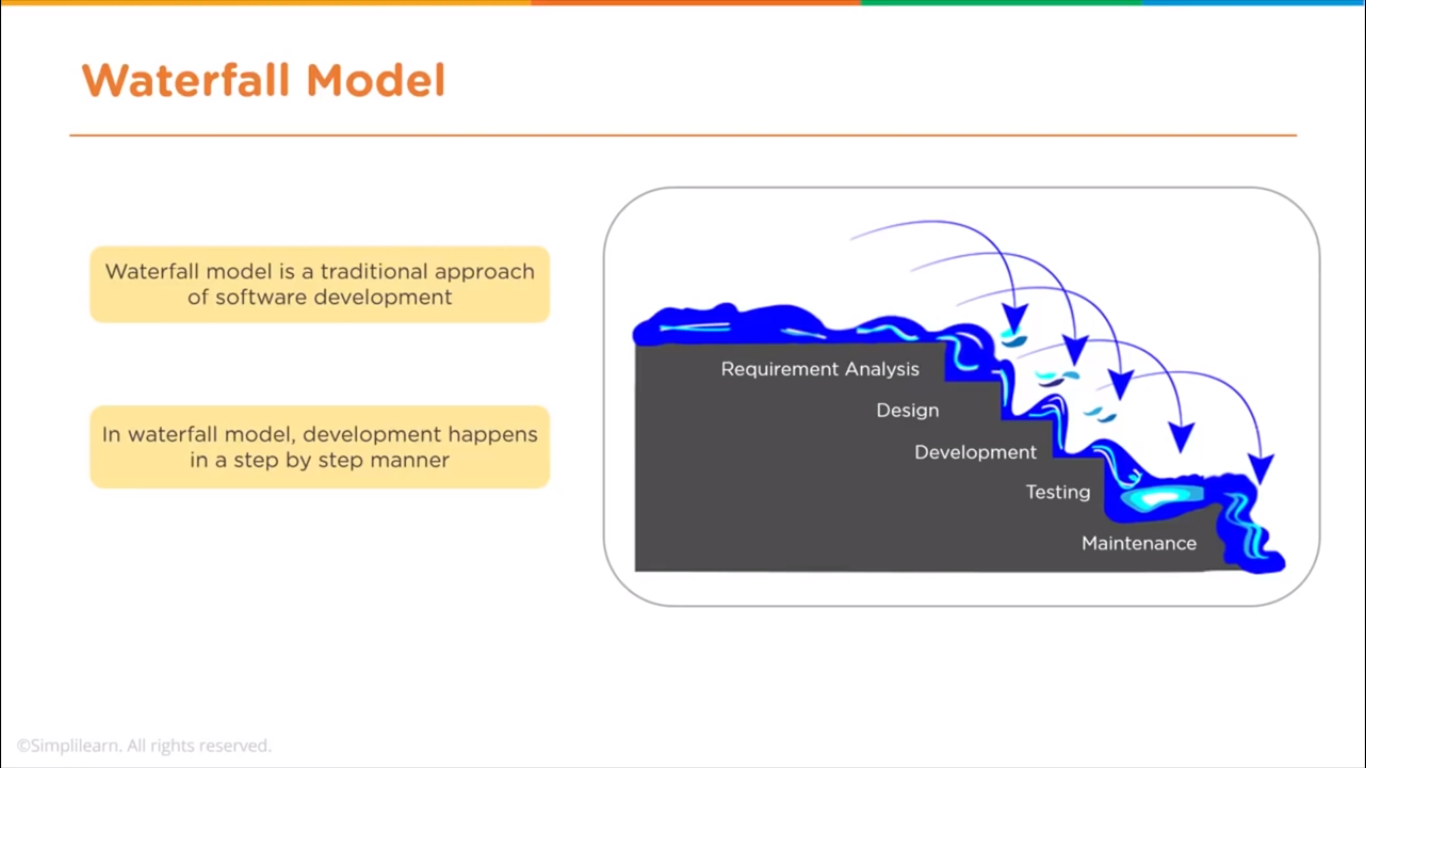 Waterfall Model
Waterfall model is a traditional approach
of software development
In waterfall model, development happens
in a step by step manner
Requirement Analysis
Design
Development
Testing
Maintenance
©Simplilearn. All rights reserved.